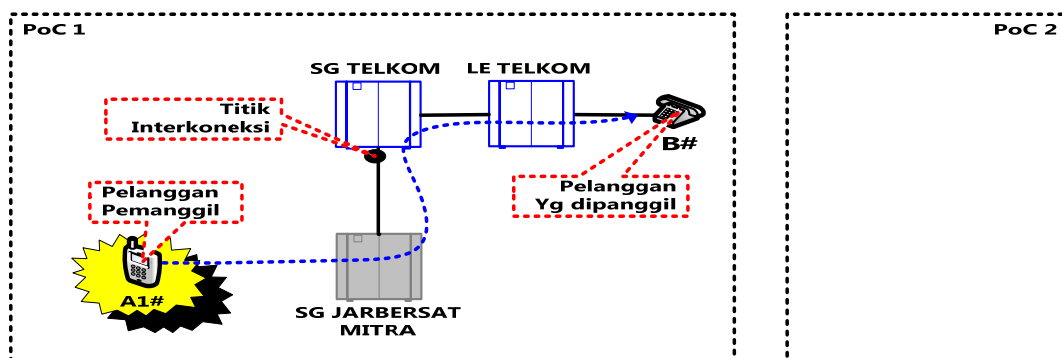 PoC 1
PoC 2
SG TELKOM
LE TELKOM
Titik
Interkoneksi
B#
Pelanggan
Yg dipanggil
Pelanggan
Pemanggil
A1#
SG JARBERSAT
MITRA